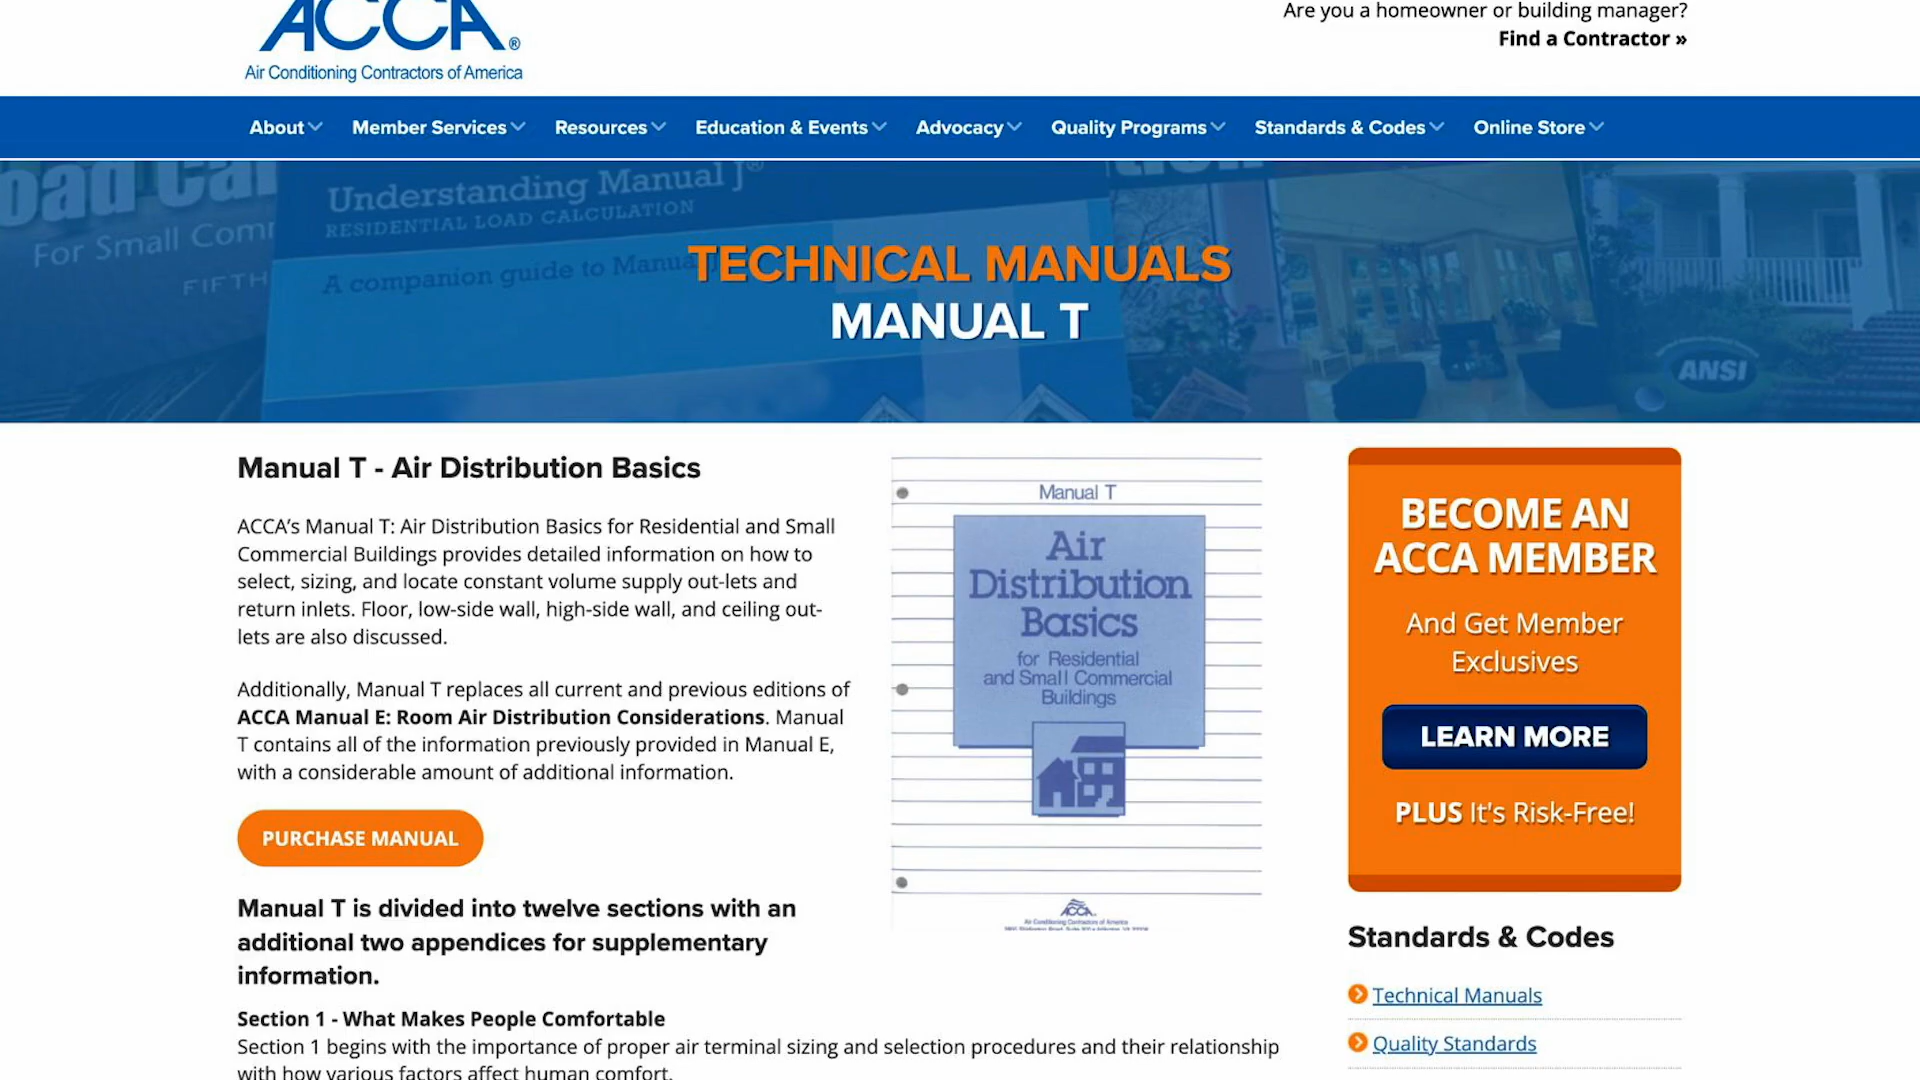 ACCA®
Air Conditioning Contractors of America
Are you a homeowner or building manager?
Find a Contractor »
About
Member Services
Resources
Education & Events
Advocacy
Quality Programs
Standards & Codes
Online Store
For Small Com
FIFTH
Understanding Manual J®
RESIDENTIAL LOAD CALCULATION
A companion guide to Manua
ANSI
TECHNICAL MANUALS
MANUAL T
Manual T - Air Distribution Basics
ACCA’s Manual T: Air Distribution Basics for Residential and Small
Commercial Buildings provides detailed information on how to
select, sizing, and locate constant volume supply out-lets and
return inlets. Floor, low-side wall, high-side wall, and ceiling out-
lets are also discussed.
Additionally, Manual T replaces all current and previous editions of
ACCA Manual E: Room Air Distribution Considerations. Manual
T contains all of the information previously provided in Manual E,
with a considerable amount of additional information.
PURCHASE MANUAL
Manual T is divided into twelve sections with an
additional two appendices for supplementary
information.
Section 1 - What Makes People Comfortable
Section 1 begins with the importance of proper air terminal sizing and selection procedures and their relationship
with how various factors affect human comfort.
Manual T
Air
Distribution
Basics
for Residential
and Small Commercial
Buildings
ACCA
Air Conditioning Contractors of America
BECOME AN
ACCA MEMBER
And Get Member
Exclusives
LEARN MORE
PLUS It's Risk-Free!
Standards & Codes
Technical Manuals
Quality Standards